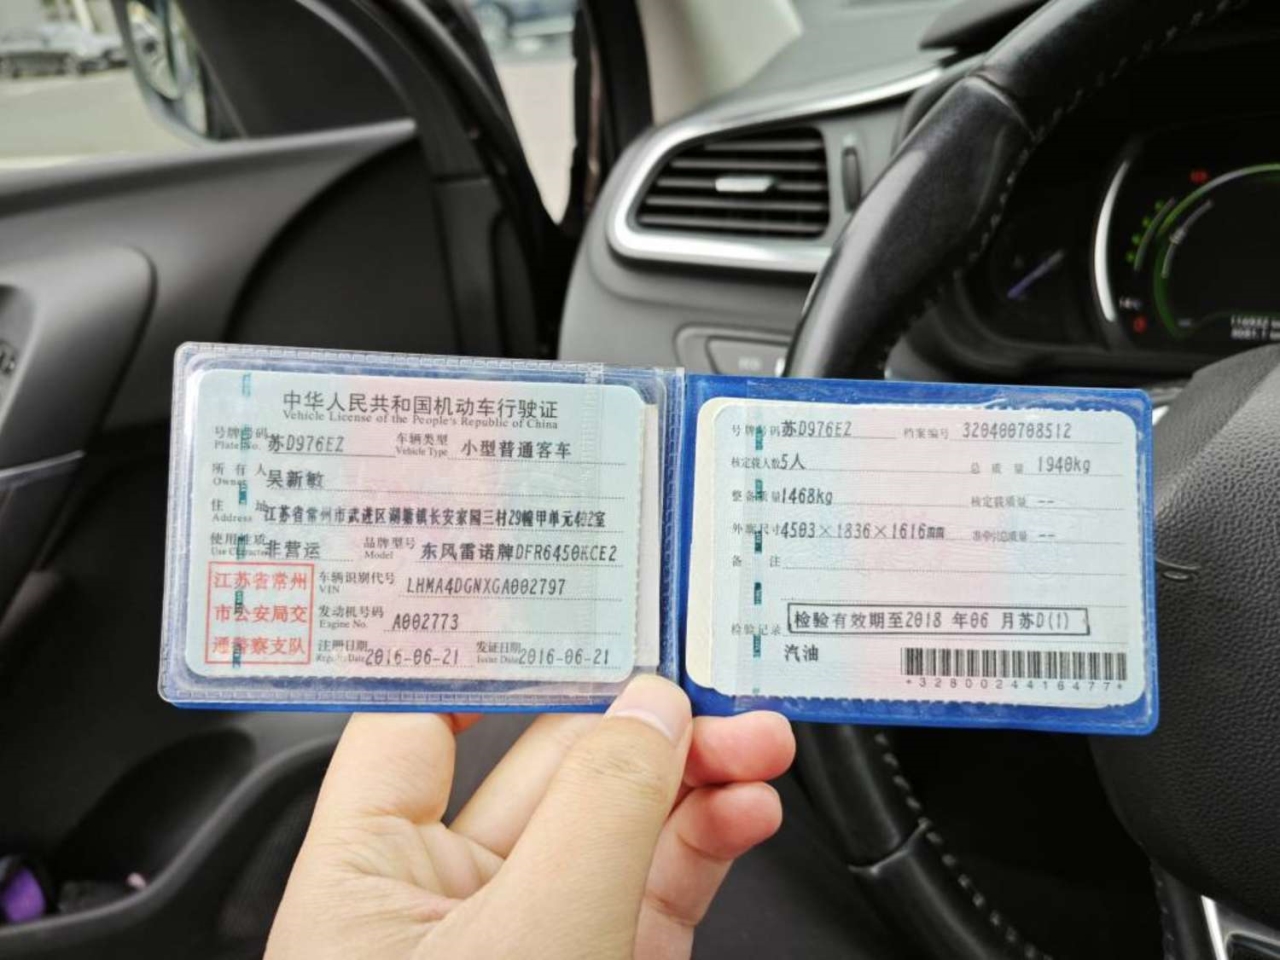 中华人民共和国机动车行驶证
Vehicle License of the People's Republic of China
号牌号码 苏D976EZ 车辆类型 小型普通客车
Plate No. Vehicle Type
所有人 吴新敏
Owner
住址 江苏省常州市武进区湖塘镇长安家园三村29幢甲单元402室
Address
使用性质 非营运 品牌型号 东风雷诺牌DFR6450KCE2
Use Character Model
江苏省常州
市公安局交
通警察支队
车辆识别代号 LHMA4DGNXGA002797
VIN
发动机号码 A002773
Engine No.
注册日期 2016-06-21 发证日期 2016-06-21
Register Date Issue Date
号牌号码 苏D976EZ 档案编号 320400708512
核定载人数 5人 总质量 1940kg
整备质量 1468kg 核定载质量 --
外廓尺寸 4503×1836×1616mm 准牵引总质量 --
备注
检验记录 检验有效期至2018 年06 月苏D(1)
汽油
*3280024416477*